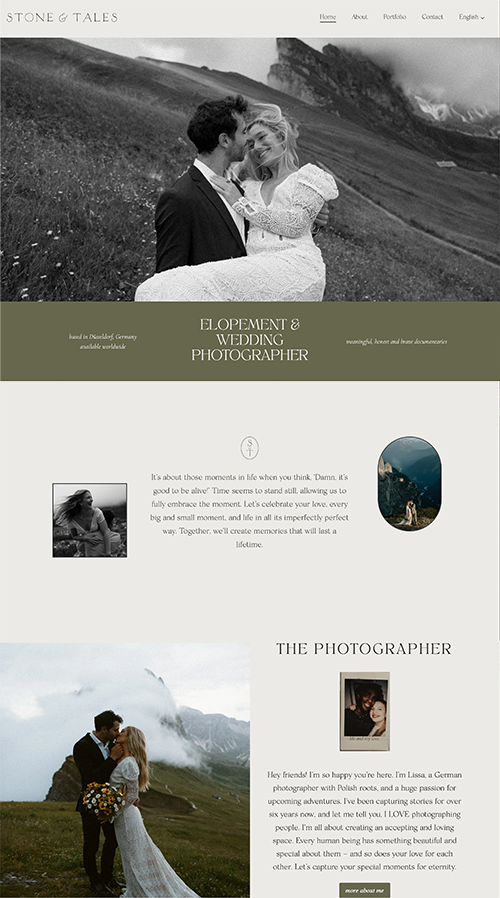 STONE & TALES
Home About Portfolio Contact English
based in Düsseldorf, Germany
available worldwide
ELOPEMENT &
WEDDING
PHOTOGRAPHER
meaningful, honest and brave documentaries
S
T
It's about those moments in life when you think, 'Damn, it's
good to be alive!' Time seems to stand still, allowing us to
fully embrace the moment. Let's celebrate your love, every
big and small moment, and life in all its imperfectly perfect
way. Together, we'll create memories that will last a
lifetime.
THE PHOTOGRAPHER
Me and my love
Hey friends! I'm so happy you're here. I'm Lissa, a German
photographer with Polish roots, and a huge passion for
upcoming adventures. I've been capturing stories for over
six years now, and let me tell you, I LOVE photographing
people. I'm all about creating an accepting and loving
space. Every human being has something beautiful and
special about them – and so does your love for each
other. Let's capture your special moments for eternity.
more about me